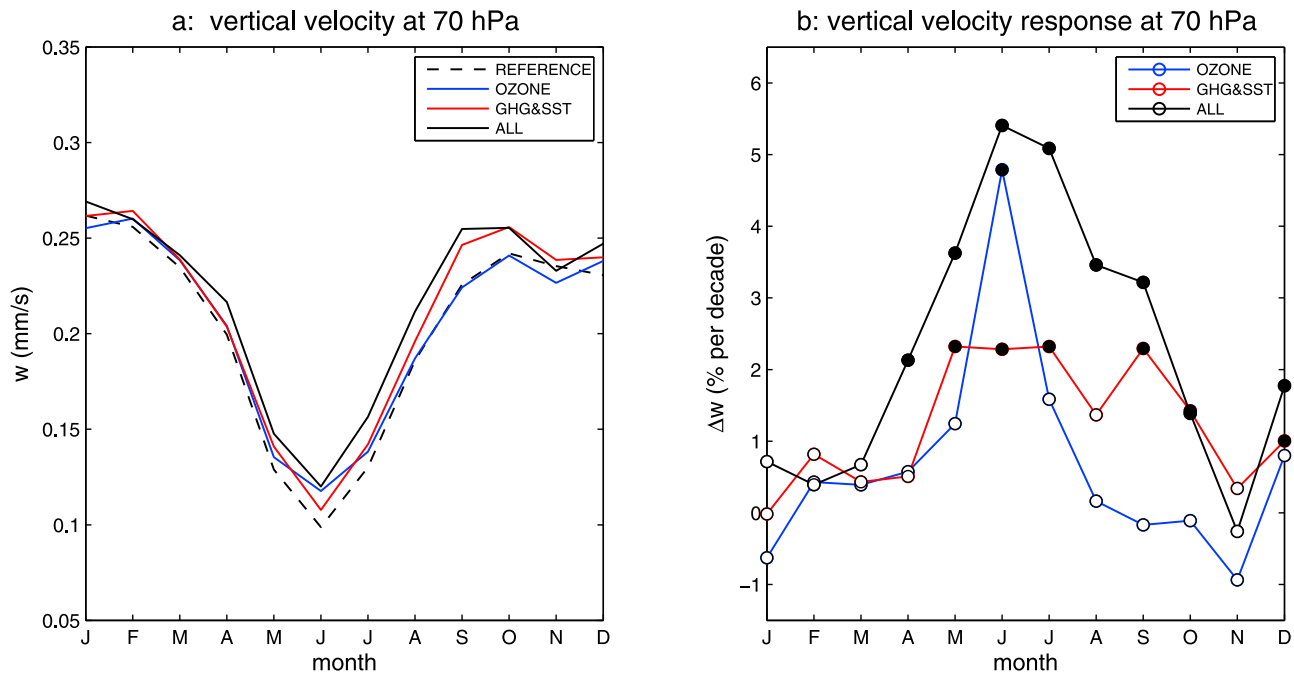 a: vertical velocity at 70 hPa
0.35
0.3
0.25
0.2
0.15
0.1
0.05
w (mm/s)
REFERENCE
OZONE
GHG&SST
ALL
J F M A M J J A S O N D
month
b: vertical velocity response at 70 hPa
6
5
4
3
2
1
0
−1
Δw (% per decade)
OZONE
GHG&SST
ALL
J F M A M J J A S O N D
month